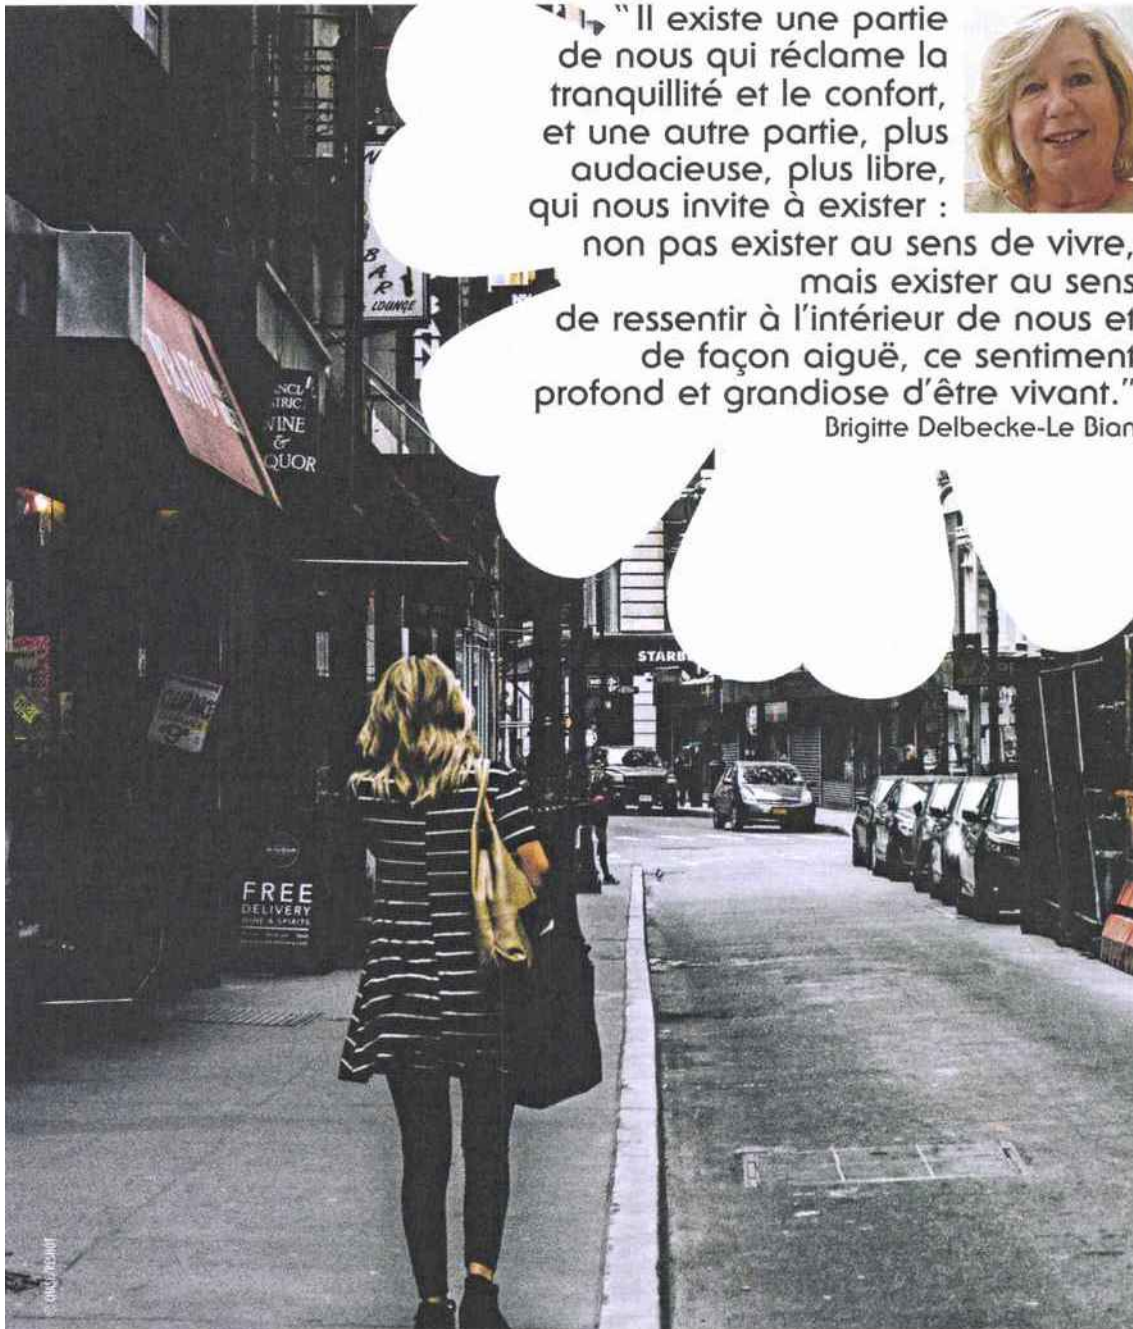 “Il existe une partie
de nous qui réclame la
tranquillité et le confort,
et une autre partie, plus
audacieuse, plus libre,
qui nous invite à exister :
non pas exister au sens de vivre,
mais exister au sens
de ressentir à l'intérieur de nous et
de façon aiguë, ce sentiment
profond et grandiose d'être vivant.”
Brigitte Delbecke-Le Bian
BAR
LOUNGE
WINE
&
STARB
FREE
DELIVERY
WINE & SPIRITS